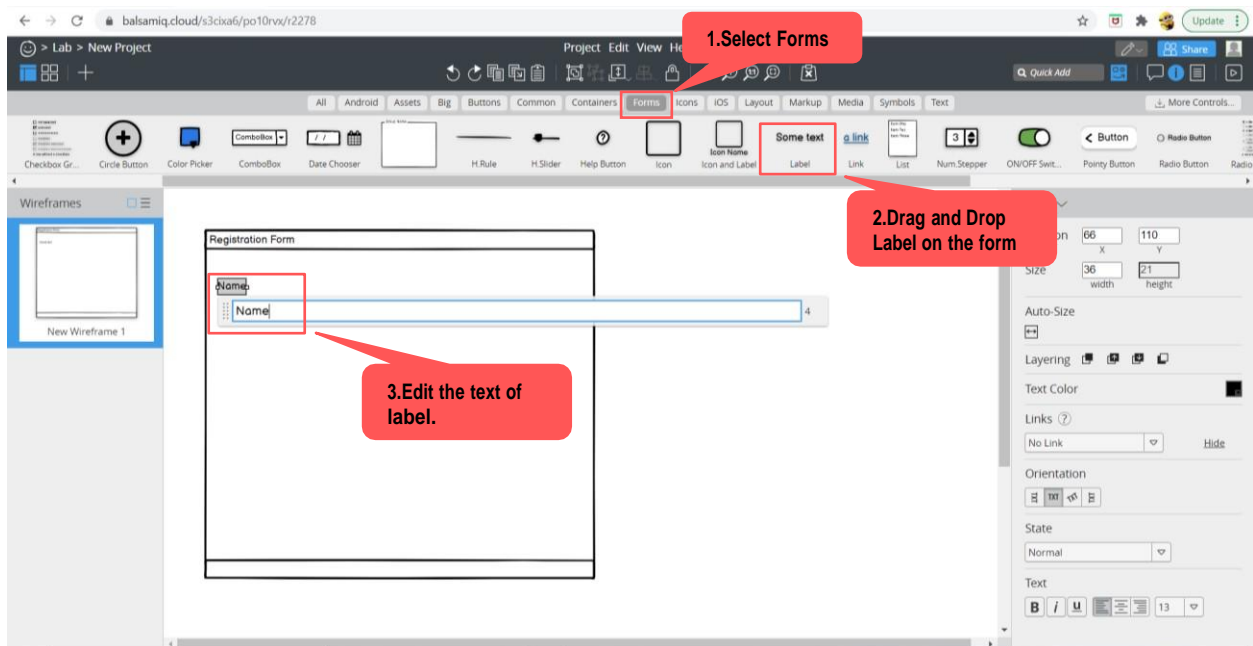 balsamiq.cloud/s3cixa6/po10rvx/r2278
Update
> Lab > New Project
Project Edit View He
1.Select Forms
Share
Quick Add
All Android Assets Big Buttons Common Containers Forms Icons iOS Layout Markup Media Symbols Text
More Controls...
ComboBox
/ /
Icon Name
Some text
a link
3
Button
Radio Button
Checkbox Gr... Circle Button Color Picker ComboBox Date Chooser H.Rule H.Slider Help Button Icon Icon and Label Label Link List Num.Stepper ON/OFF Swit... Pointy Button Radio Button Radio
Wireframes
New Wireframe 1
Registration Form
Name
Name
4
2.Drag and Drop
Label on the form
3.Edit the text of
label.
on 66 110
X Y
Size 36 21
width height
Auto-Size
Layering
Text Color
Links ?
No Link Hide
Orientation
TXT
State
Normal
Text
B i U 13